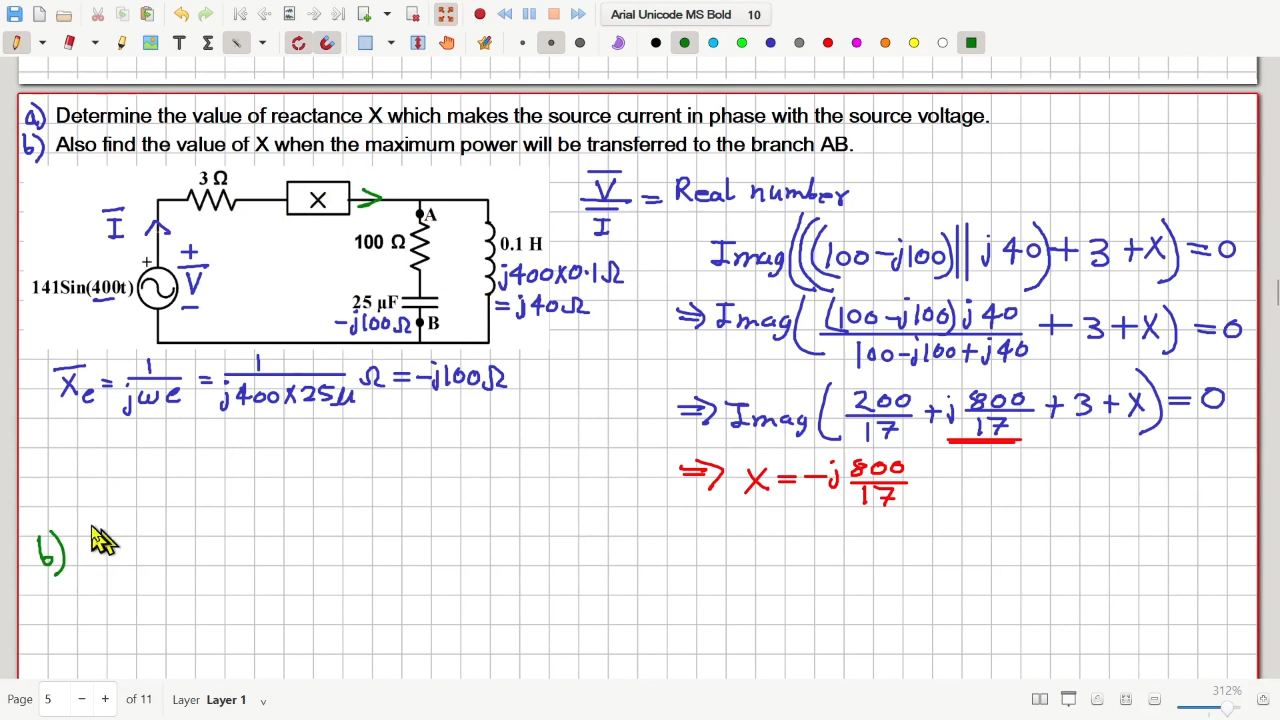 Arial Unicode MS Bold 10
a) Determine the value of reactance X which makes the source current in phase with the source voltage.
b) Also find the value of X when the maximum power will be transferred to the branch AB.
3 Ω
X
I
+
V
−
+
141Sin(400t)
A
100 Ω
25 µF
-j100Ω
B
0.1 H
j400X0.1Ω
= j40Ω
Xc = 1/jωc = 1/j400X25µ Ω = -j100Ω
V/I = Real number
Imag(((100-j100)||j40)+3+X)=0
⇒ Imag((100-j100)j40/100-j100+j40 + 3+X)=0
⇒ Imag(200/17 + j800/17 + 3+X)=0
⇒ X = -j800/17
b)
Page 5 − + of 11 Layer Layer 1
312%